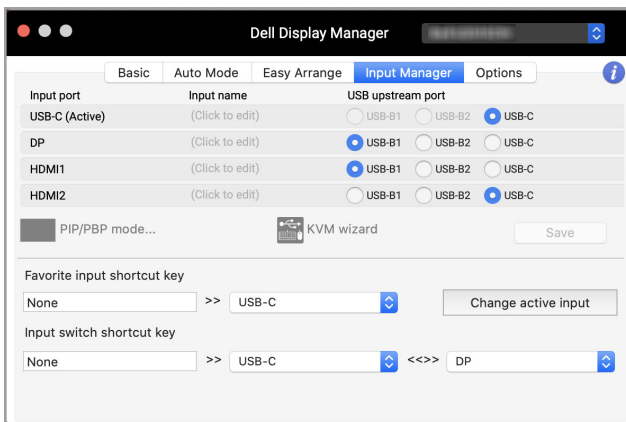 Dell Display Manager
Basic Auto Mode Easy Arrange Input Manager Options i
Input port Input name USB upstream port
USB-C (Active) (Click to edit) USB-B1 USB-B2 USB-C
DP (Click to edit) USB-B1 USB-B2 USB-C
HDMI1 (Click to edit) USB-B1 USB-B2 USB-C
HDMI2 (Click to edit) USB-B1 USB-B2 USB-C
PIP/PBP mode... KVM wizard Save
Favorite input shortcut key
None >> USB-C Change active input
Input switch shortcut key
None >> USB-C <<>> DP